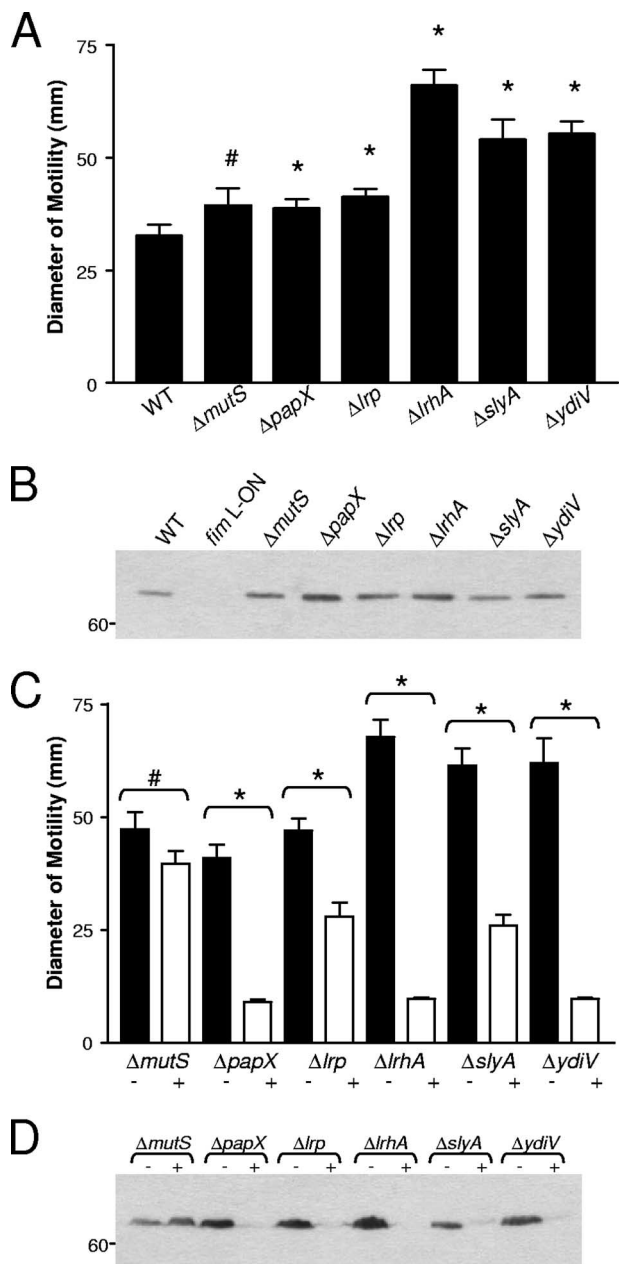 A
Diameter of Motility (mm)
75
50
25
0
# * * * * *
WT ΔmutS ΔpapX Δlrp ΔlrhA ΔslyA ΔydiV
B
WT fim L-ON ΔmutS ΔpapX Δlrp ΔlrhA ΔslyA ΔydiV
60-
C
Diameter of Motility (mm)
75
50
25
0
# * * * * *
ΔmutS ΔpapX Δlrp ΔlrhA ΔslyA ΔydiV
- + - + - + - + - + - +
D
ΔmutS ΔpapX Δlrp ΔlrhA ΔslyA ΔydiV
- + - + - + - + - + - +
60-